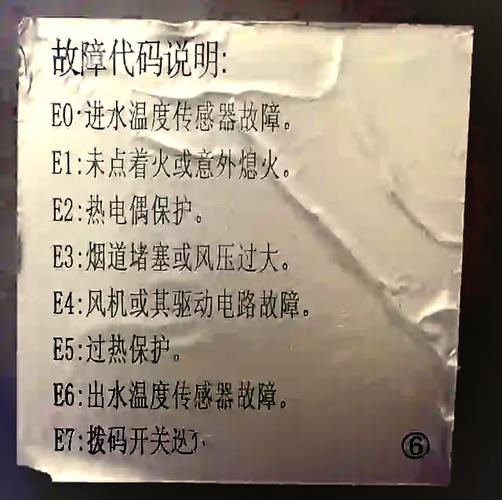 故障代码说明:
E0:进水温度传感器故障。
E1:未点着火或意外熄火。
E2:热电偶保护。
E3:烟道堵塞或风压过大。
E4:风机或其驱动电路故障。
E5:过热保护。
E6:出水温度传感器故障。
E7:拨码开关
⑥